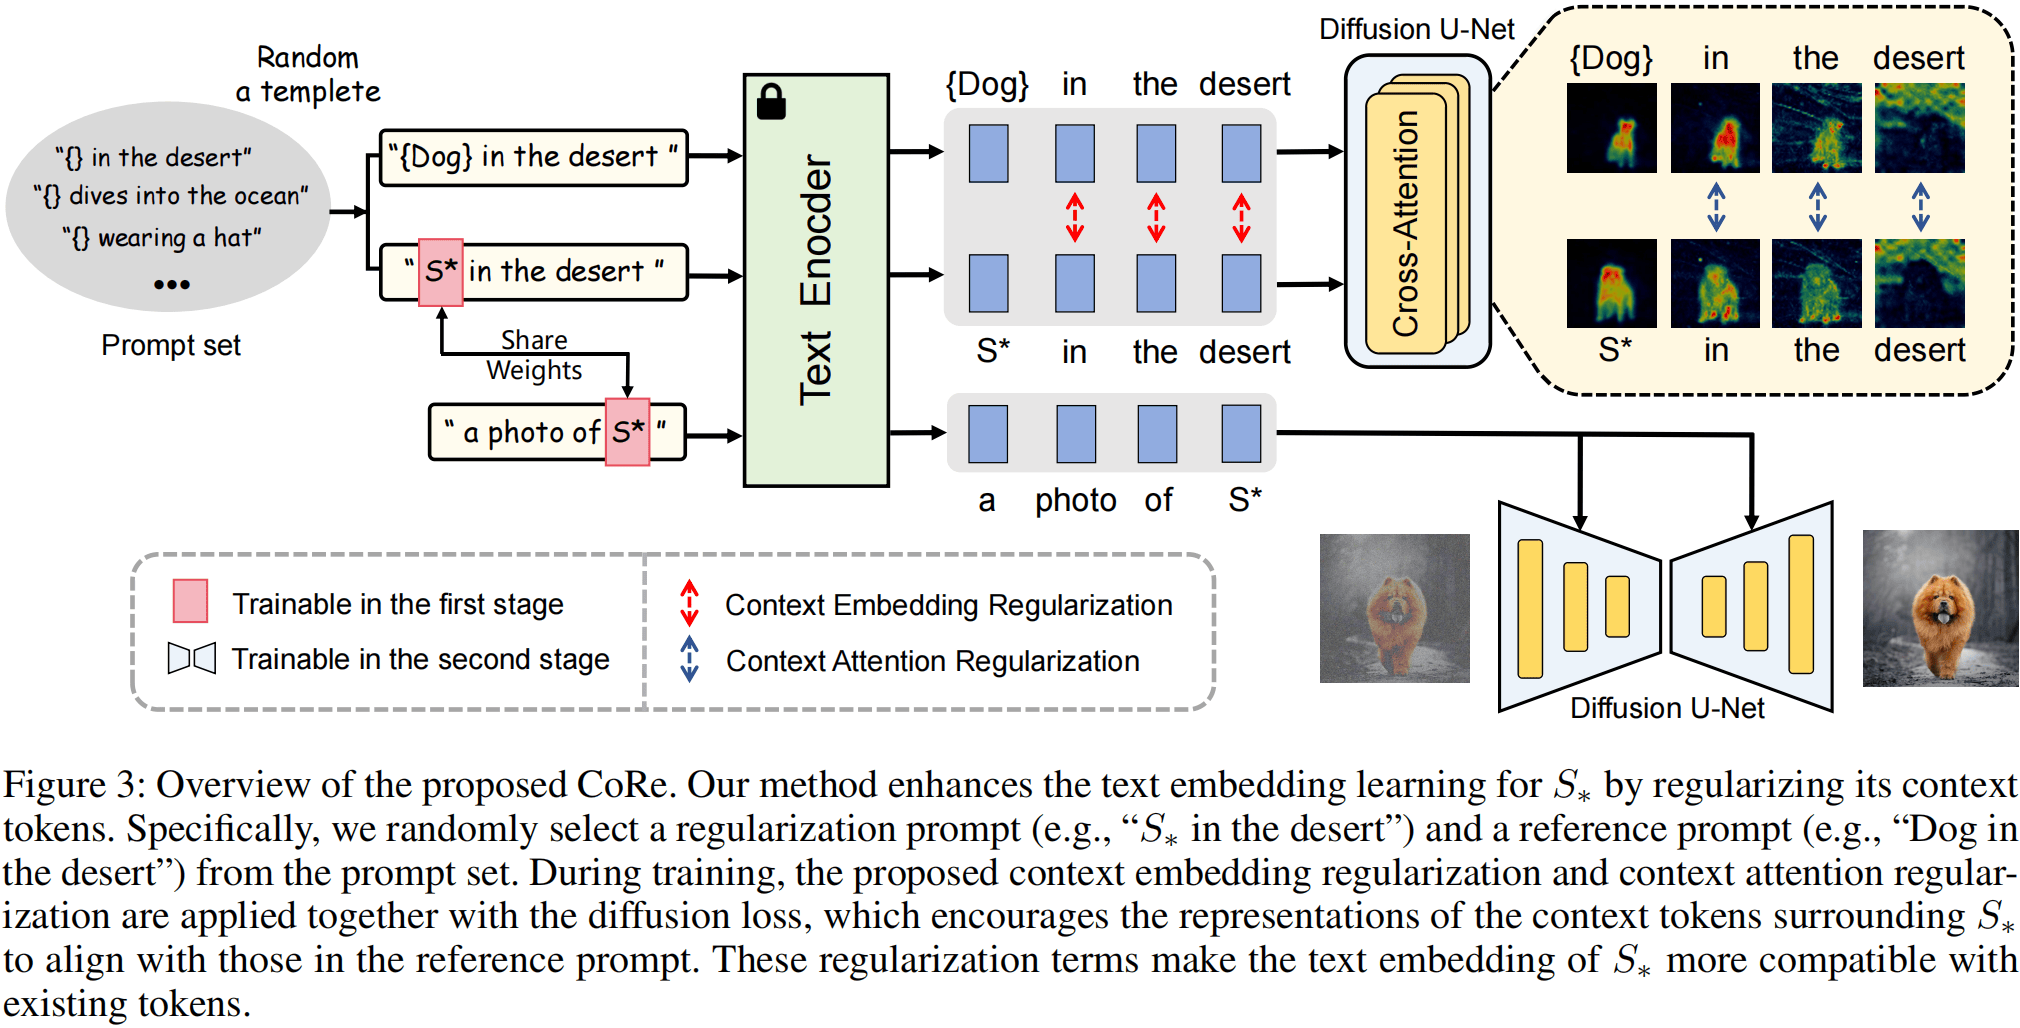 Random
a templete
"{} in the desert"
"{} dives into the ocean"
"{} wearing a hat"
•••
Prompt set
"{Dog} in the desert "
" S* in the desert "
Share
Weights
" a photo of S* "
Text Enocder
{Dog} in the desert
S* in the desert
a photo of S*
Diffusion U-Net
Cross-Attention
{Dog} in the desert
S* in the desert
Diffusion U-Net
Trainable in the first stage
Trainable in the second stage
Context Embedding Regularization
Context Attention Regularization
Figure 3: Overview of the proposed CoRe. Our method enhances the text embedding learning for S∗ by regularizing its context
tokens. Specifically, we randomly select a regularization prompt (e.g., “S∗ in the desert”) and a reference prompt (e.g., “Dog in
the desert”) from the prompt set. During training, the proposed context embedding regularization and context attention regular-
ization are applied together with the diffusion loss, which encourages the representations of the context tokens surrounding S∗
to align with those in the reference prompt. These regularization terms make the text embedding of S∗ more compatible with
existing tokens.